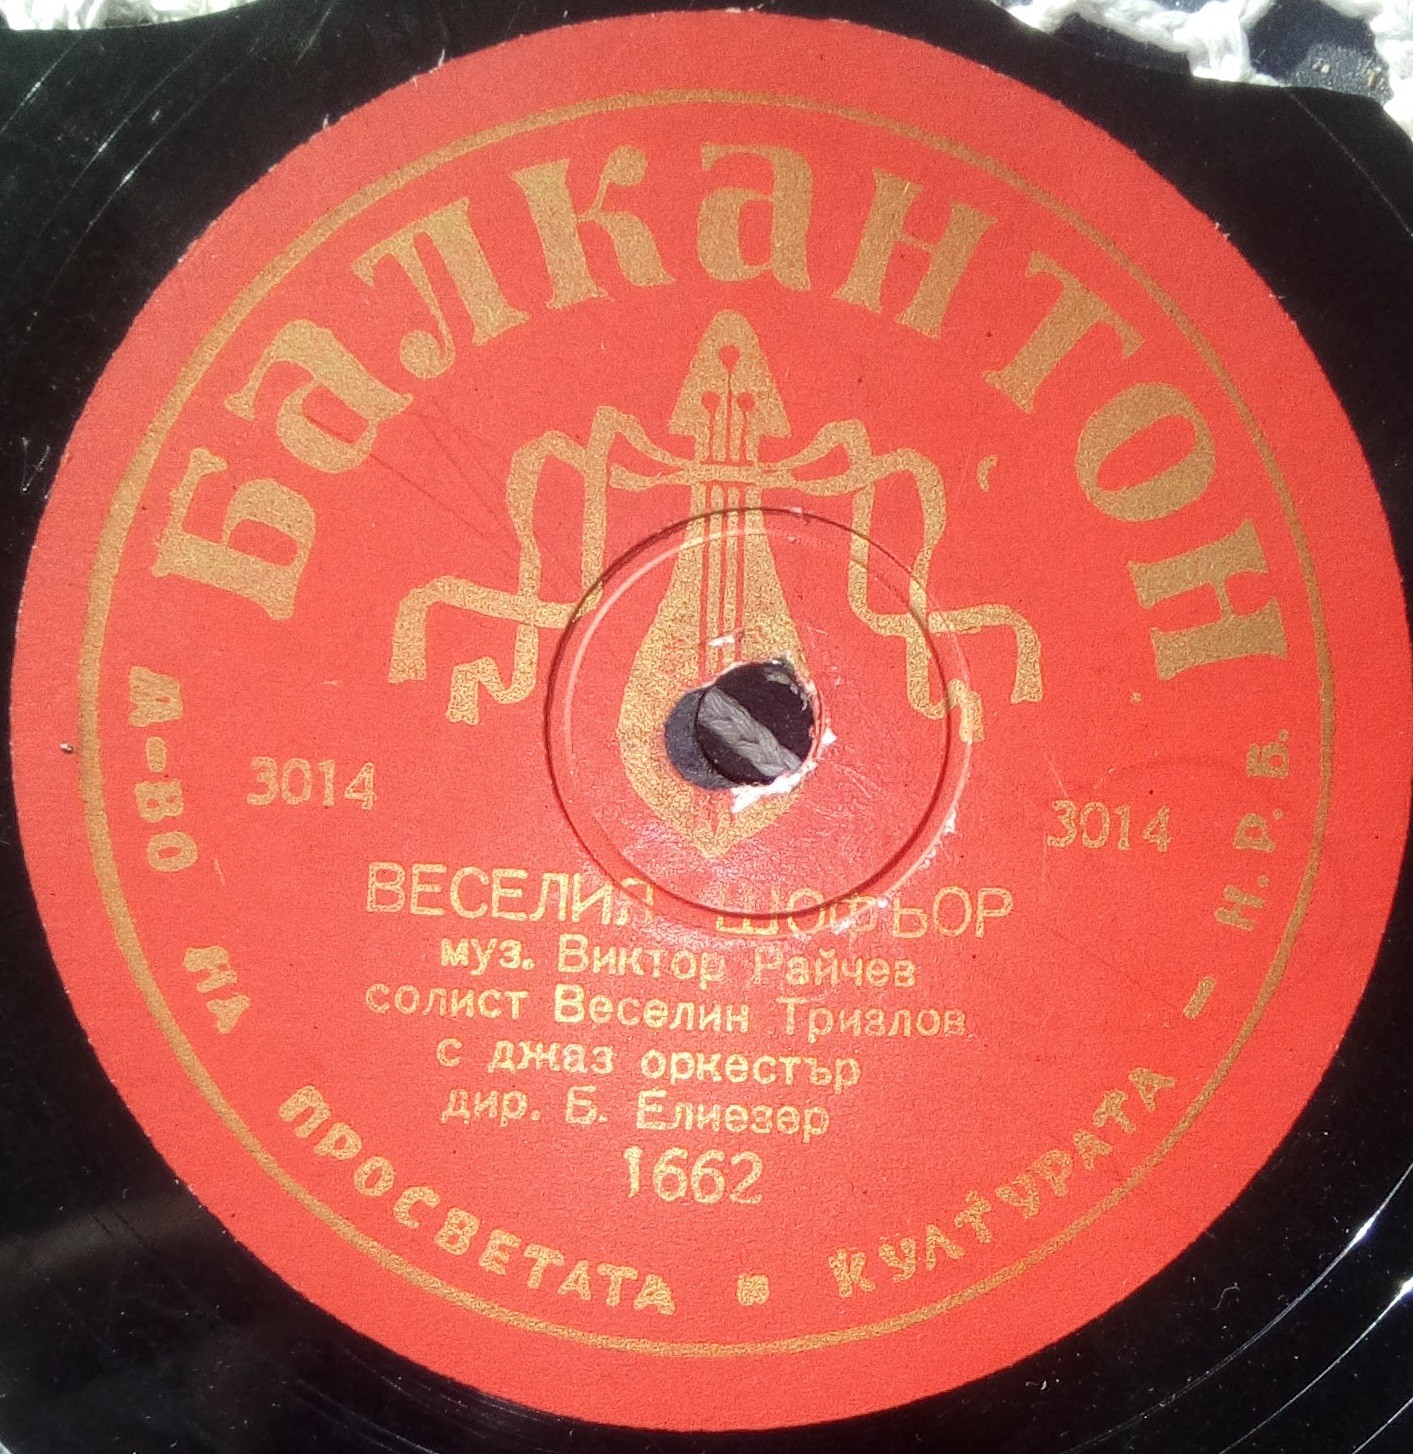 Балкантон
3014
3014
ВЕСЕЛИЯ ШОФЬОР
муз. Виктор Райчев
солист Веселин Тризлов
с джаз оркестър
дир. Б. Елиезер
1662
М-ВО НА ПРОСВЕТАТА И КУЛТУРАТА – Н.Р.Б.